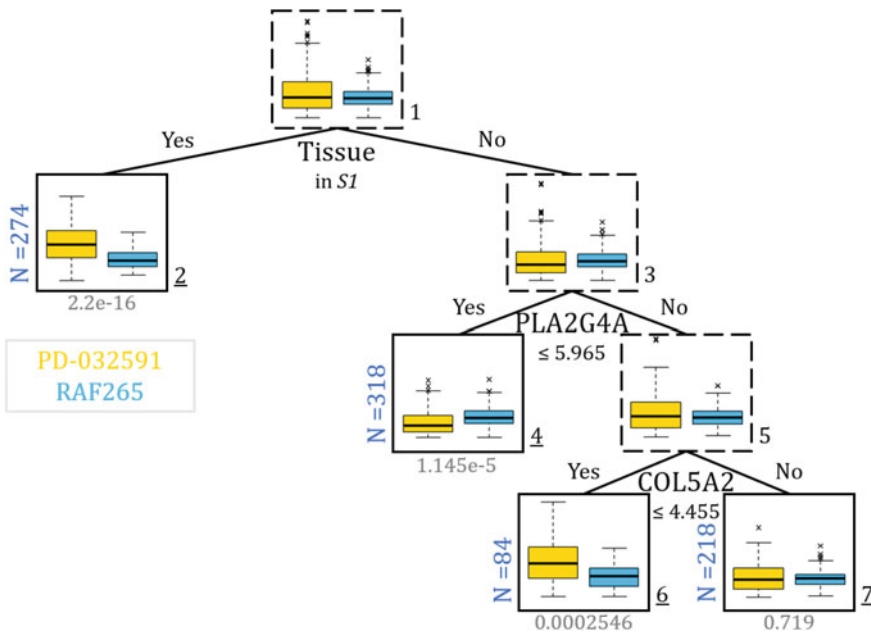 1
Yes
No
Tissue
in S1
N =274
2
2.2e-16
3
Yes
No
PLA2G4A
≤ 5.965
PD-032591
RAF265
N =318
4
1.145e-5
5
Yes
No
COL5A2
≤ 4.455
N =84
6
0.0002546
N =218
7
0.719